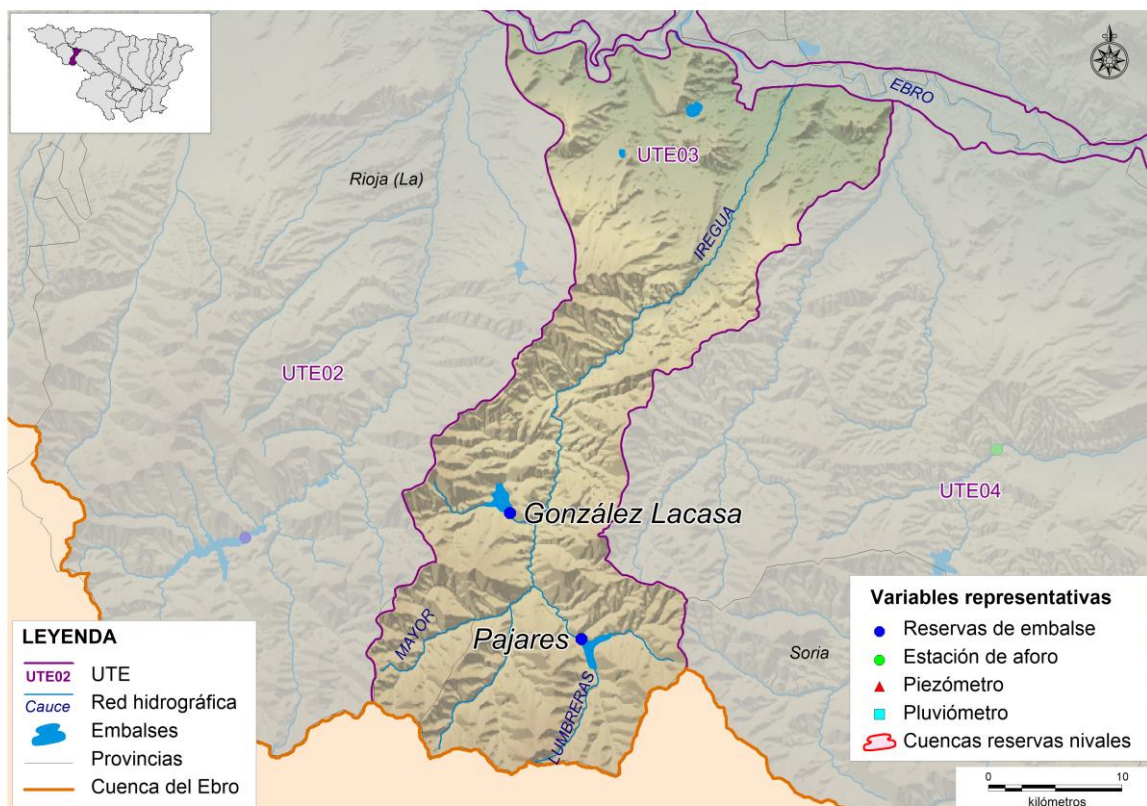 EBRO
UTE03
Rioja (La)
IREGUA
UTE02
UTE04
González Lacasa
MAYOR
Pajares
LUMBRERAS
Soria
LEYENDA
UTE02 UTE
Cauce Red hidrográfica
Embalses
Provincias
Cuenca del Ebro
Variables representativas
Reservas de embalse
Estación de aforo
Piezómetro
Pluviómetro
Cuencas reservas nivales
0 10
kilómetros